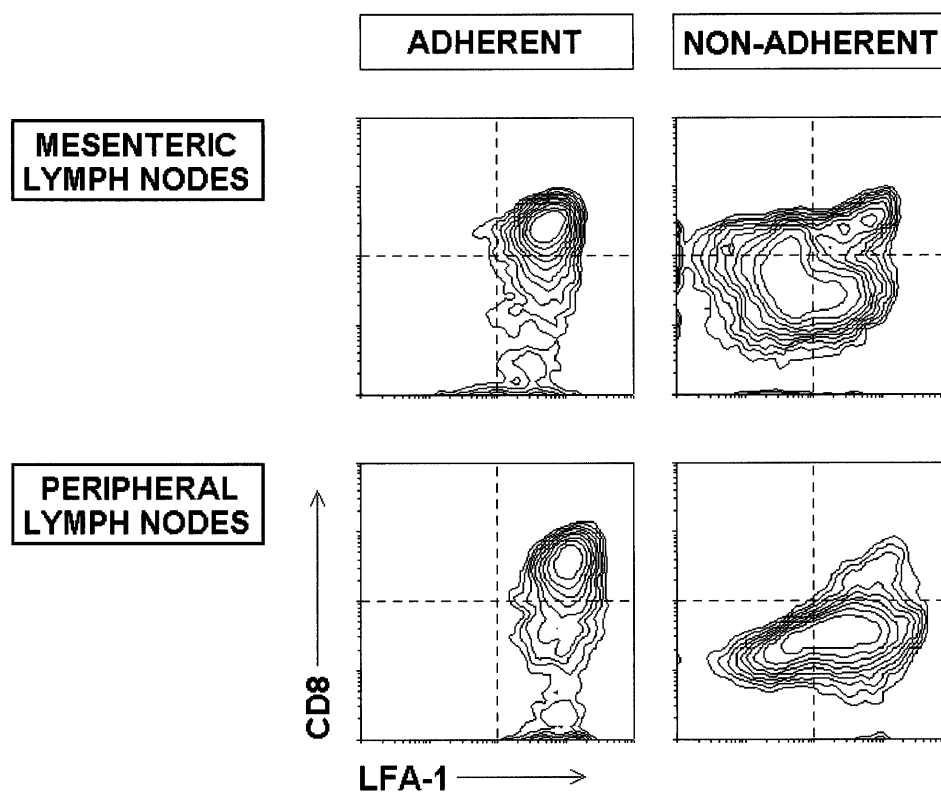 ADHERENT
NON-ADHERENT
MESENTERIC
LYMPH NODES
PERIPHERAL
LYMPH NODES
CD8
LFA-1